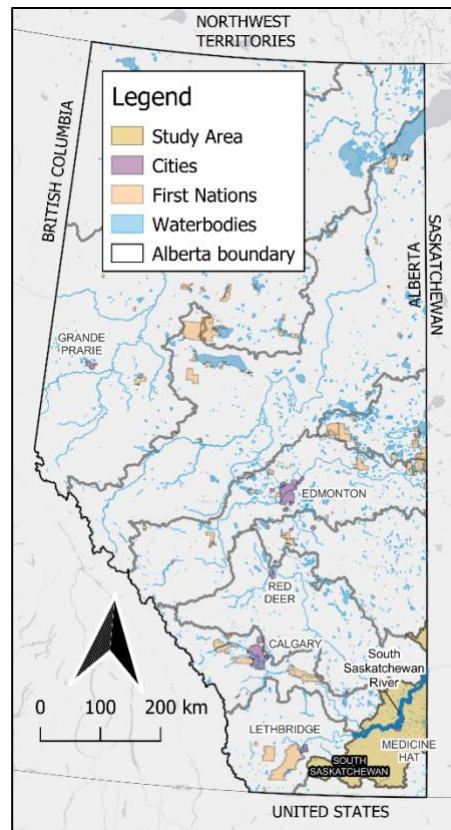 NORTHWEST
TERRITORIES
Legend
Study Area
Cities
First Nations
Waterbodies
Alberta boundary
BRITISH COLUMBIA
ALBERTA
SASKATCHEWAN
GRANDE
PRARIE
EDMONTON
RED
DEER
CALGARY
South
Saskatchewan
River
0 100 200 km
LETHBRIDGE
MEDICINE
HAT
SOUTH
SASKATCHEWAN
UNITED STATES